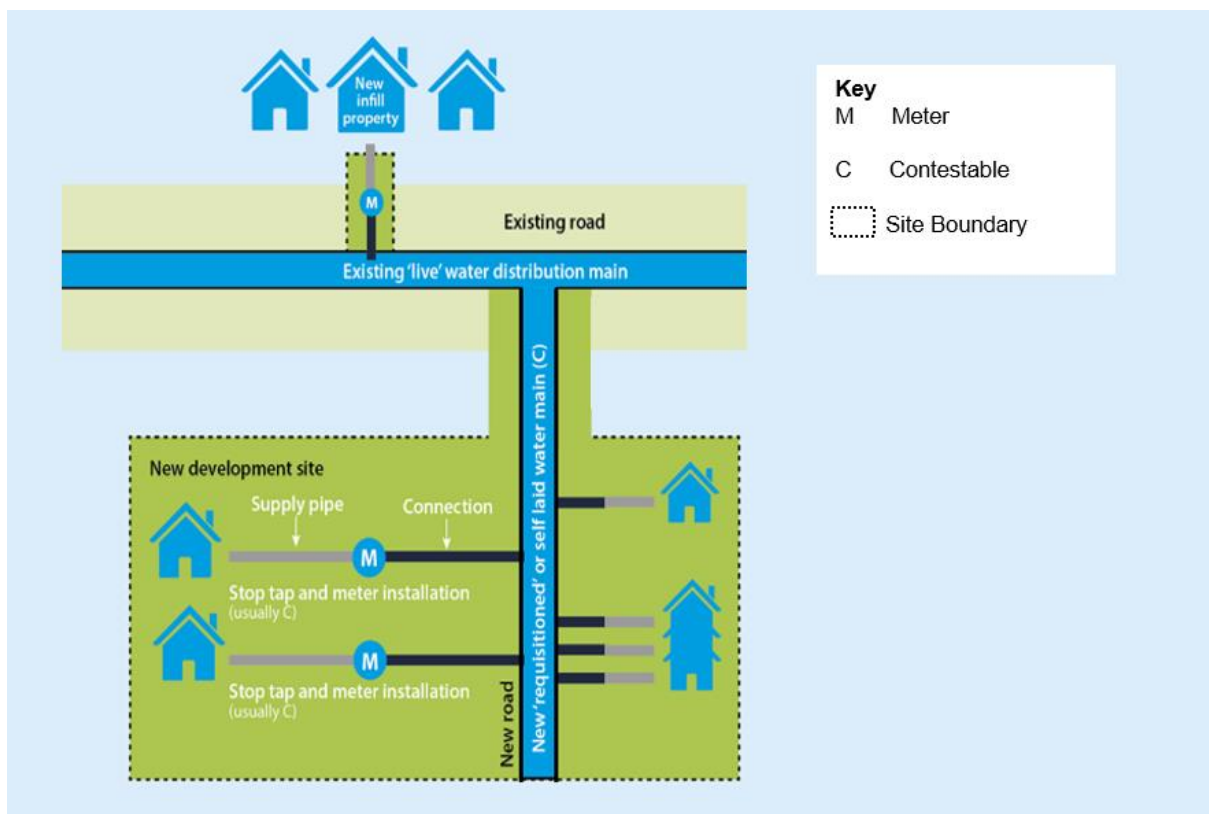 New
infill
property
M
Existing road
Existing 'live' water distribution main
Key
M Meter
C Contestable
Site Boundary
New development site
Supply pipe
Connection
M
Stop tap and meter installation
(usually C)
M
Stop tap and meter installation
(usually C)
New road
New 'requisitioned' or self laid water main (C)